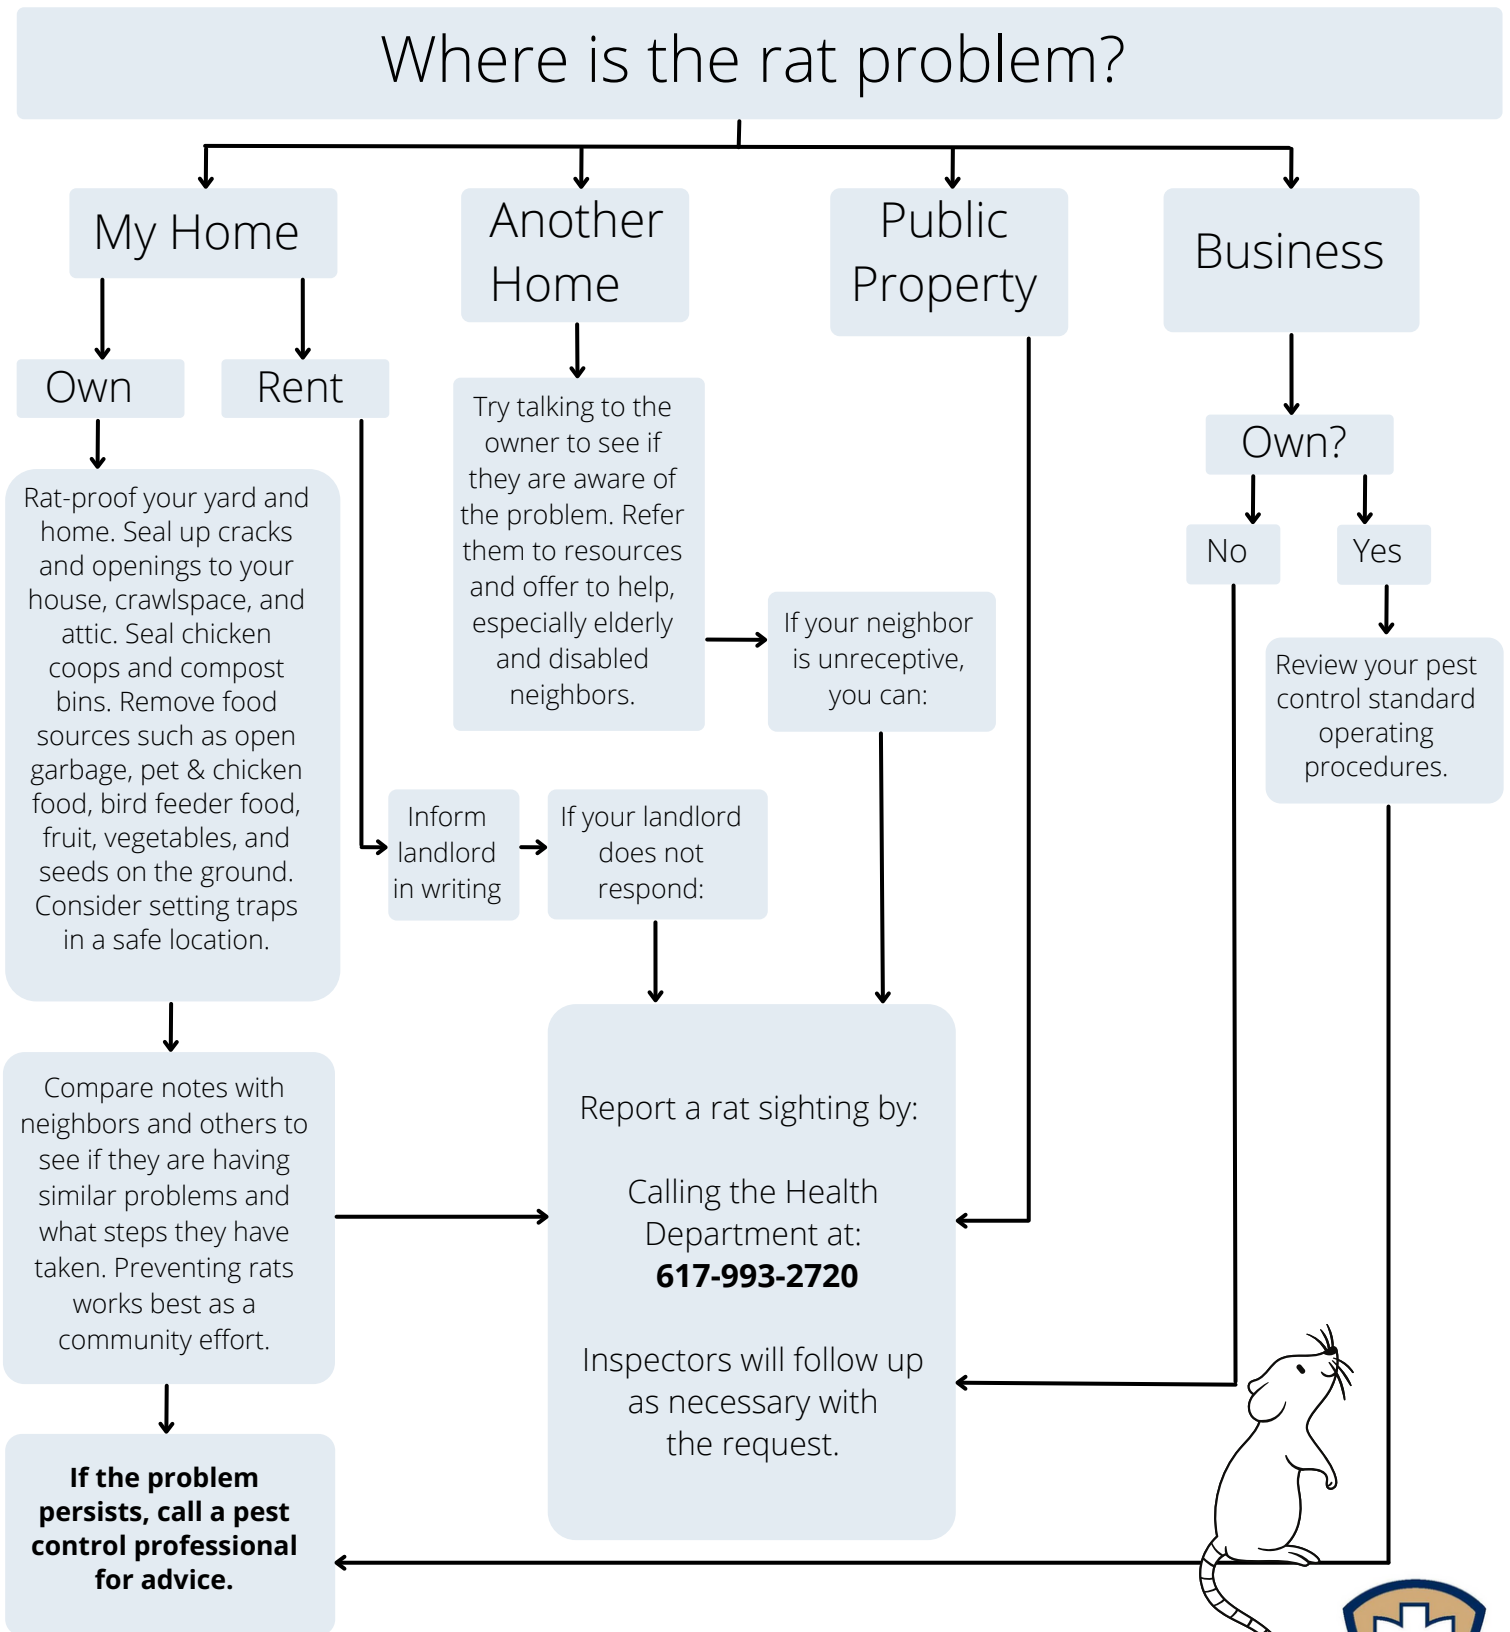 Where is the rat problem?
My Home
Another
Home
Public
Property
Business
Own
Rent
Rat-proof your yard and
home. Seal up cracks
and openings to your
house, crawlspace, and
attic. Seal chicken
coops and compost
bins. Remove food
sources such as open
garbage, pet & chicken
food, bird feeder food,
fruit, vegetables, and
seeds on the ground.
Consider setting traps
in a safe location.
Compare notes with
neighbors and others to
see if they are having
similar problems and
what steps they have
taken. Preventing rats
works best as a
community effort.
If the problem
persists, call a pest
control professional
for advice.
Inform
landlord
in writing
If your landlord
does not
respond:
Try talking to the
owner to see if
they are aware of
the problem. Refer
them to resources
and offer to help,
especially elderly
and disabled
neighbors.
If your neighbor
is unreceptive,
you can:
Own?
No
Yes
Review your pest
control standard
operating
procedures.
Report a rat sighting by:
Calling the Health
Department at:
617-993-2720
Inspectors will follow up
as necessary with
the request.